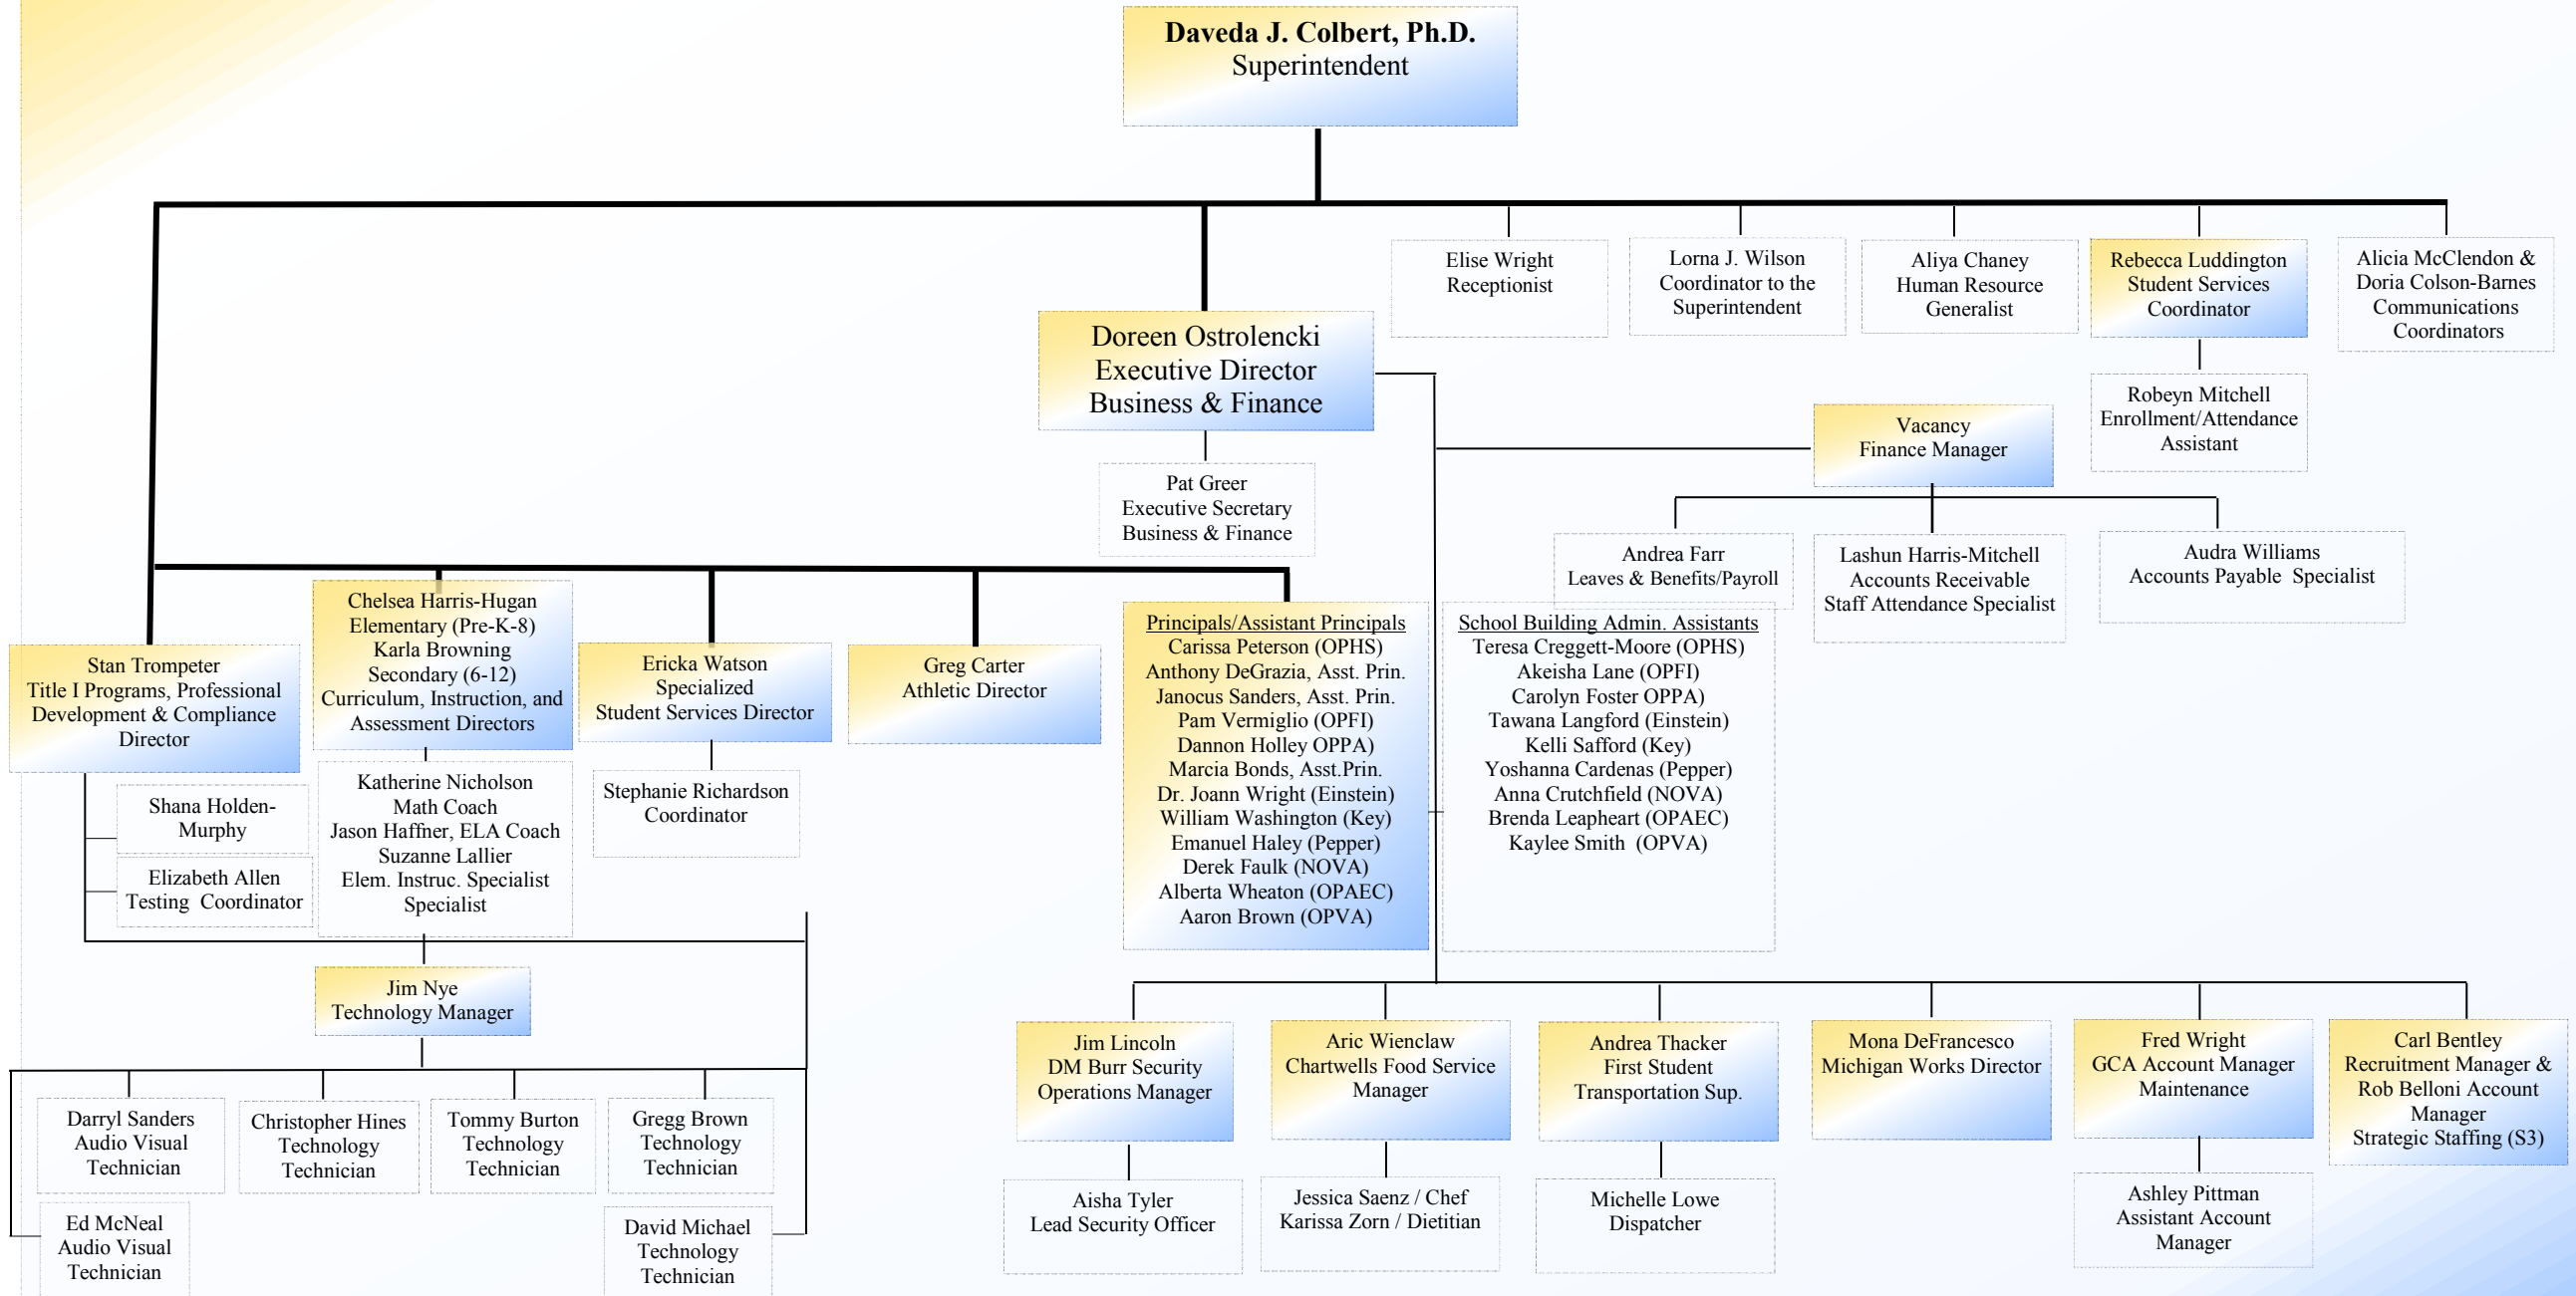 Daveda J. Colbert, Ph.D.
Superintendent
Elise Wright
Receptionist
Lorna J. Wilson
Coordinator to the
Superintendent
Aliya Chaney
Human Resource
Generalist
Rebecca Luddington
Student Services
Coordinator
Alicia McClendon &
Doria Colson-Barnes
Communications
Coordinators
Doreen Ostrolencki
Executive Director
Business & Finance
Robeyn Mitchell
Enrollment/Attendance
Assistant
Vacancy
Finance Manager
Pat Greer
Executive Secretary
Business & Finance
Andrea Farr
Leaves & Benefits/Payroll
Lashun Harris-Mitchell
Accounts Receivable
Staff Attendance Specialist
Audra Williams
Accounts Payable  Specialist
Stan Trompeter
Title I Programs, Professional
Development & Compliance
Director
Chelsea Harris-Hugan
Elementary (Pre-K-8)
Karla Browning
Secondary (6-12)
Curriculum, Instruction, and
Assessment Directors
Ericka Watson
Specialized
Student Services Director
Greg Carter
Athletic Director
Principals/Assistant Principals
Carissa Peterson (OPHS)
Anthony DeGrazia, Asst. Prin.
Janocus Sanders, Asst. Prin.
Pam Vermiglio (OPFI)
Dannon Holley OPPA)
Marcia Bonds, Asst.Prin.
Dr. Joann Wright (Einstein)
William Washington (Key)
Emanuel Haley (Pepper)
Derek Faulk (NOVA)
Alberta Wheaton (OPAEC)
Aaron Brown (OPVA)
School Building Admin. Assistants
Teresa Creggett-Moore (OPHS)
Akeisha Lane (OPFI)
Carolyn Foster OPPA)
Tawana Langford (Einstein)
Kelli Safford (Key)
Yoshanna Cardenas (Pepper)
Anna Crutchfield (NOVA)
Brenda Leapheart (OPAEC)
Kaylee Smith  (OPVA)
Shana Holden-
Murphy
Elizabeth Allen
Testing  Coordinator
Katherine Nicholson
Math Coach
Jason Haffner, ELA Coach
Suzanne Lallier
Elem. Instruc. Specialist
Specialist
Stephanie Richardson
Coordinator
Jim Nye
Technology Manager
Darryl Sanders
Audio Visual
Technician
Christopher Hines
Technology
Technician
Tommy Burton
Technology
Technician
Gregg Brown
Technology
Technician
Ed McNeal
Audio Visual
Technician
David Michael
Technology
Technician
Jim Lincoln
DM Burr Security
Operations Manager
Aric Wienclaw
Chartwells Food Service
Manager
Andrea Thacker
First Student
Transportation Sup.
Mona DeFrancesco
Michigan Works Director
Fred Wright
GCA Account Manager
Maintenance
Carl Bentley
Recruitment Manager &
Rob Belloni Account
Manager
Strategic Staffing (S3)
Aisha Tyler
Lead Security Officer
Jessica Saenz / Chef
Karissa Zorn / Dietitian
Michelle Lowe
Dispatcher
Ashley Pittman
Assistant Account
Manager